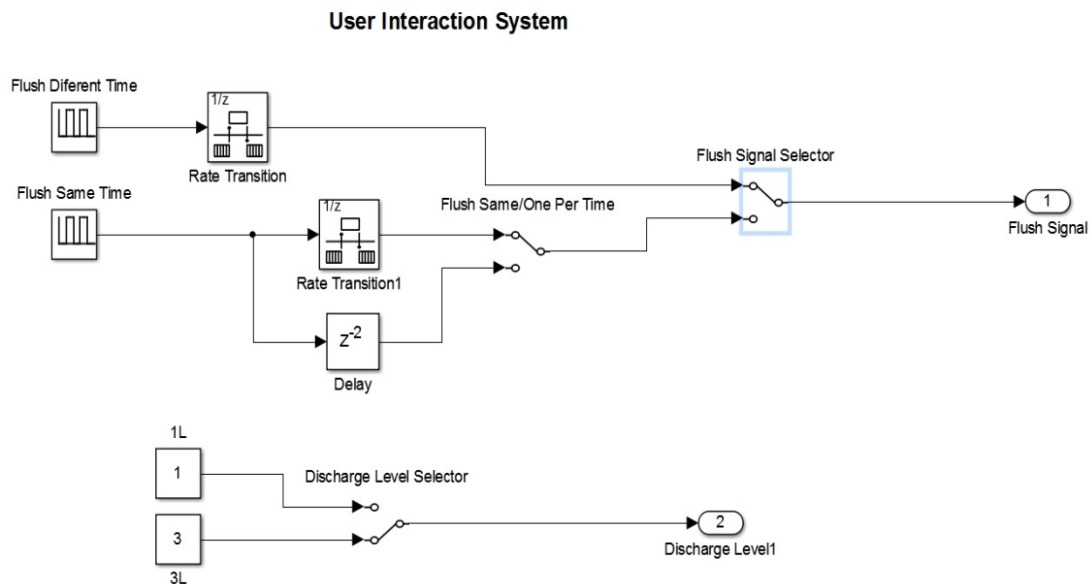 User Interaction System
Flush Diferent Time
1/z
Rate Transition
Flush Signal Selector
Flush Same Time
1/z
Flush Same/One Per Time
1
Flush Signal
Rate Transition1
z-2
Delay
1L
1
Discharge Level Selector
3
2
Discharge Level1
3L